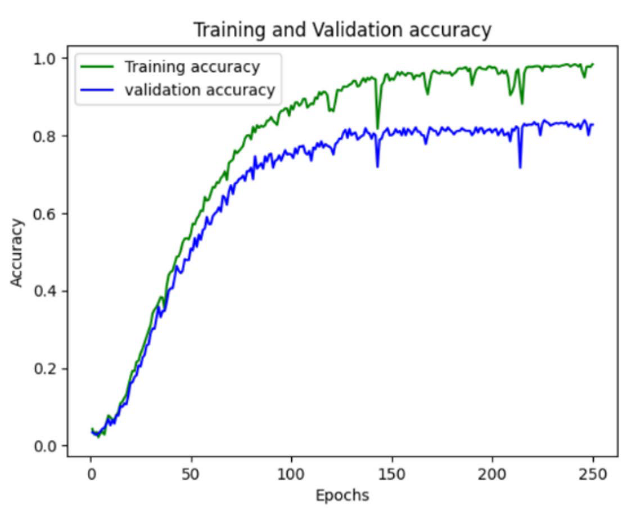 Training and Validation accuracy
Training accuracy
validation accuracy
1.0
0.8
0.6
0.4
0.2
0.0
Accuracy
0 50 100 150 200 250
Epochs